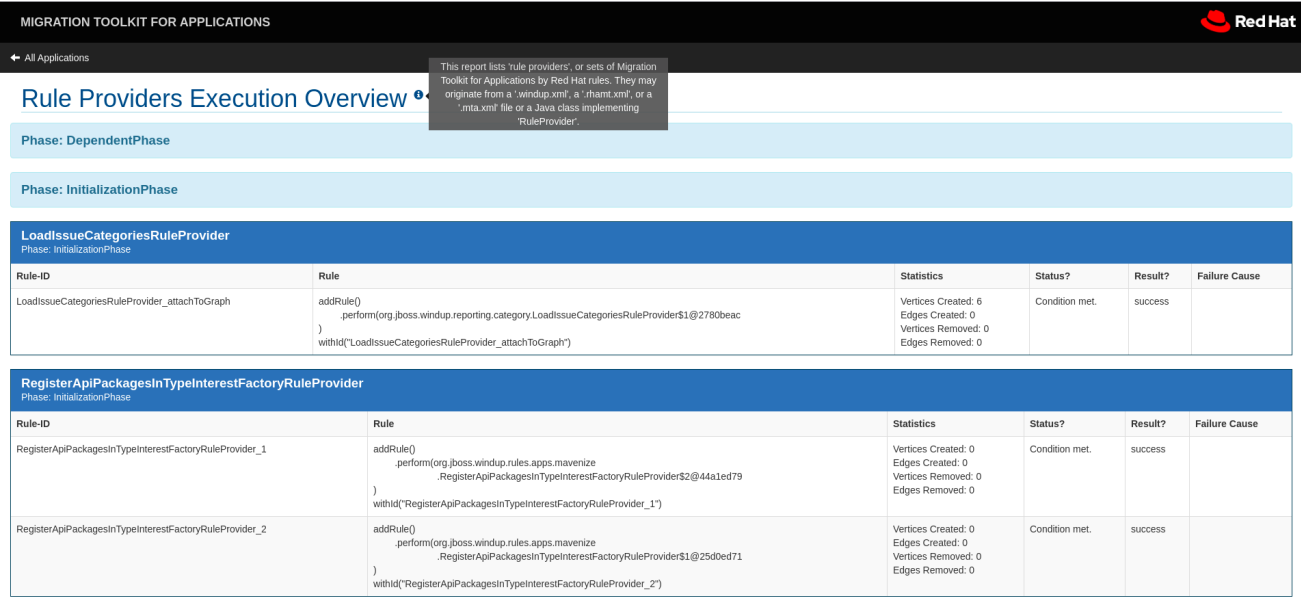 MIGRATION TOOLKIT FOR APPLICATIONS
Red Hat
All Applications
This report lists 'rule providers', or sets of Migration
Toolkit for Applications by Red Hat rules. They may
originate from a '.windup.xml', a '.rhamt.xml', or a
'.mta.xml' file or a Java class implementing
'RuleProvider'.
Rule Providers Execution Overview
Phase: DependentPhase
Phase: InitializationPhase
LoadIssueCategoriesRuleProvider
Phase: InitializationPhase
Rule-ID Rule Statistics Status? Result? Failure Cause
LoadIssueCategoriesRuleProvider_attachToGraph addRule() Vertices Created: 6 Condition met. success
.perform(org.jboss.windup.reporting.category.LoadIssueCategoriesRuleProvider$1@2780beac Edges Created: 0
) Vertices Removed: 0
withId("LoadIssueCategoriesRuleProvider_attachToGraph") Edges Removed: 0
RegisterApiPackagesInTypeInterestFactoryRuleProvider
Phase: InitializationPhase
Rule-ID Rule Statistics Status? Result? Failure Cause
RegisterApiPackagesInTypeInterestFactoryRuleProvider_1 addRule() Vertices Created: 0 Condition met. success
.perform(org.jboss.windup.rules.apps.mavenize Edges Created: 0
.RegisterApiPackagesInTypeInterestFactoryRuleProvider$2@44a1ed79 Vertices Removed: 0
) Edges Removed: 0
withId("RegisterApiPackagesInTypeInterestFactoryRuleProvider_1")
RegisterApiPackagesInTypeInterestFactoryRuleProvider_2 addRule() Vertices Created: 0 Condition met. success
.perform(org.jboss.windup.rules.apps.mavenize Edges Created: 0
.RegisterApiPackagesInTypeInterestFactoryRuleProvider$1@25d0ed71 Vertices Removed: 0
) Edges Removed: 0
withId("RegisterApiPackagesInTypeInterestFactoryRuleProvider_2")